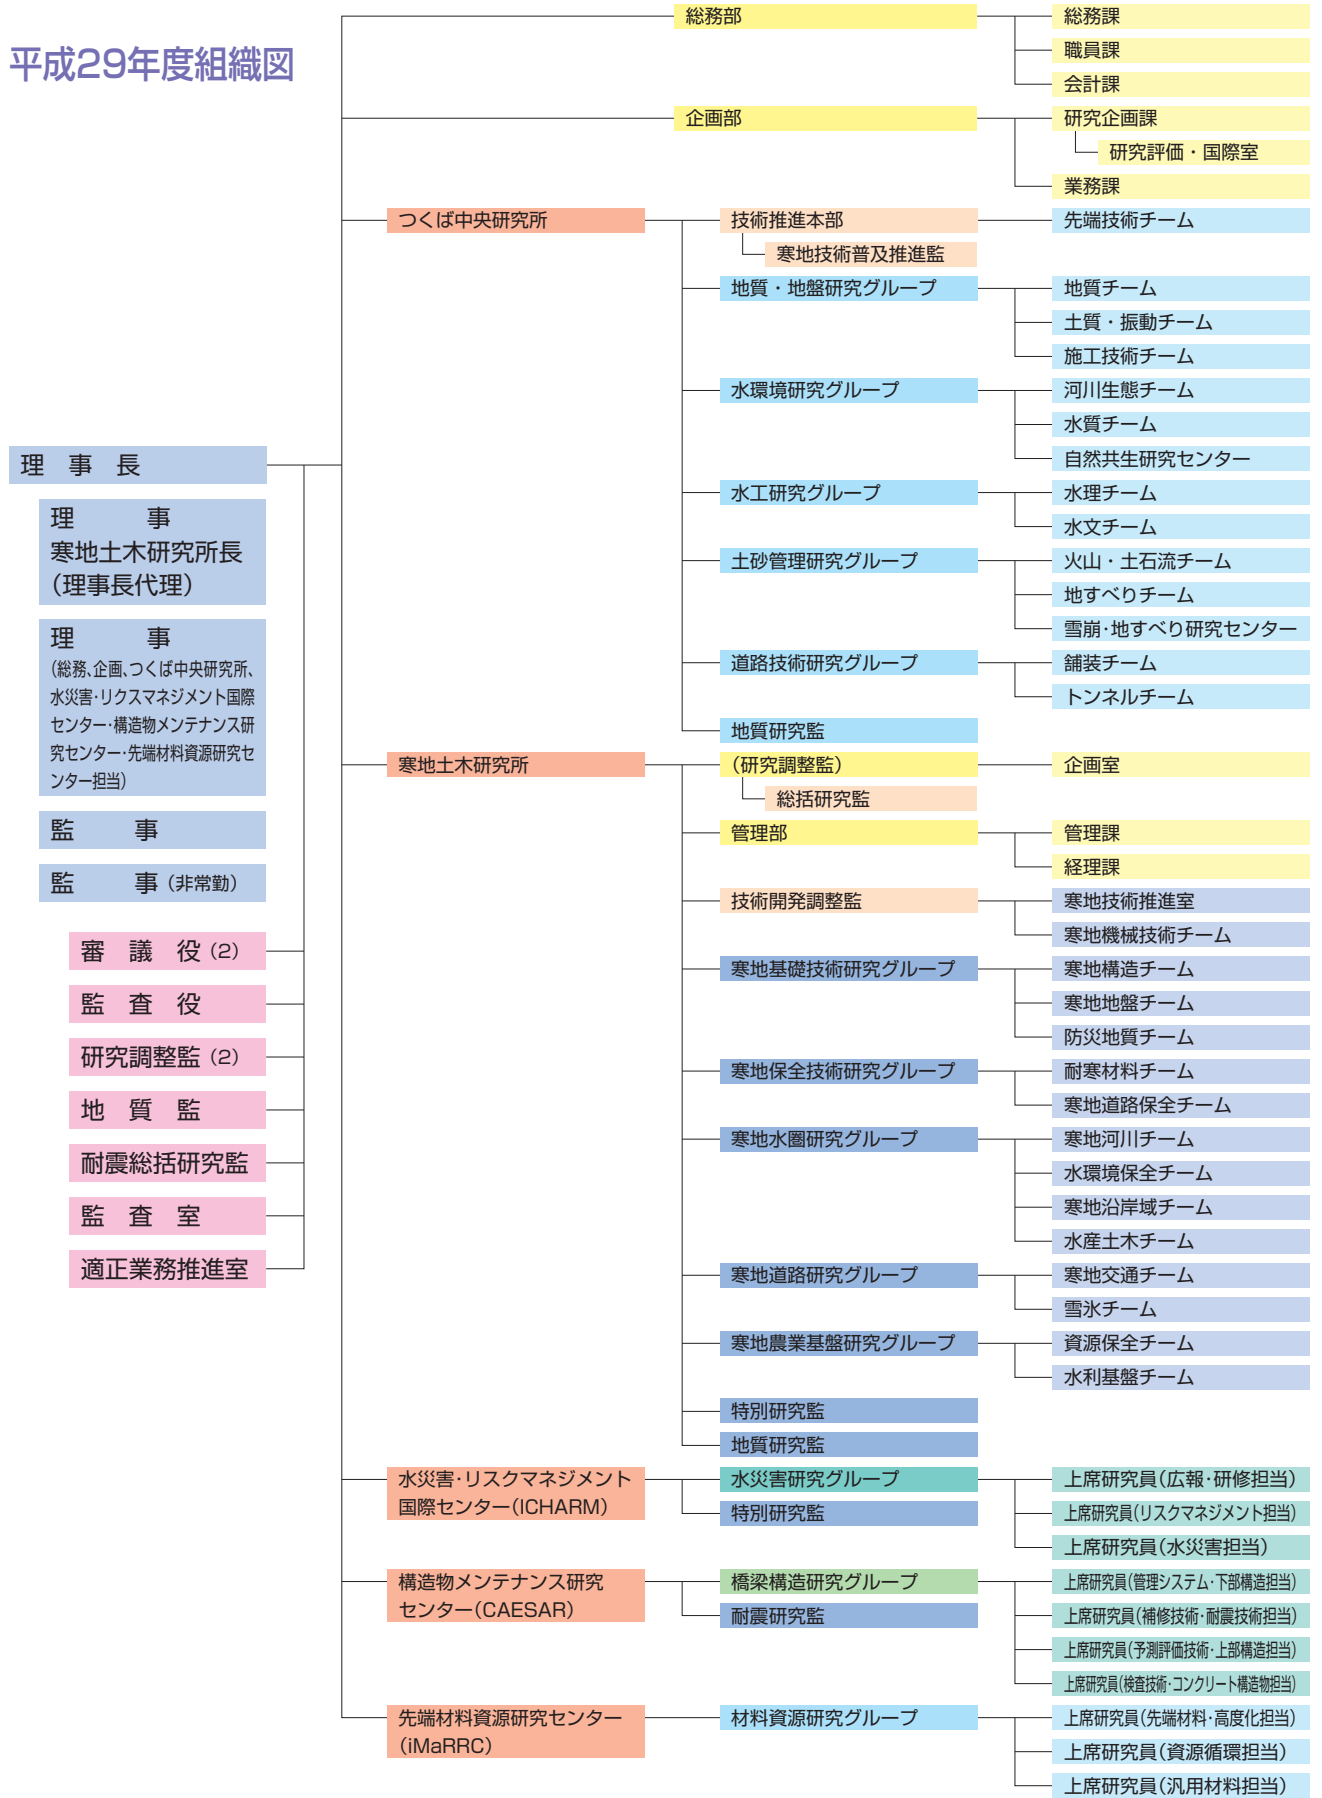 平成29年度組織図
理事長
理事
寒地土木研究所長
(理事長代理)
理事
(総務、企画、つくば中央研究所、
水災害・リクスマネジメント国際
センター・構造物メンテナンス研
究センター・先端材料資源研究セ
ンター担当)
監事
監事(非常勤)
審議役(2)
監査役
研究調整監(2)
地質監
耐震総括研究監
監査室
適正業務推進室
総務部
総務課
職員課
会計課
企画部
研究企画課
研究評価・国際室
業務課
つくば中央研究所
技術推進本部
寒地技術普及推進監
先端技術チーム
地質・地盤研究グループ
地質チーム
土質・振動チーム
施工技術チーム
水環境研究グループ
河川生態チーム
水質チーム
自然共生研究センター
水工研究グループ
水理チーム
水文チーム
土砂管理研究グループ
火山・土石流チーム
地すべりチーム
雪崩・地すべり研究センター
道路技術研究グループ
舗装チーム
トンネルチーム
地質研究監
寒地土木研究所
(研究調整監)
総括研究監
企画室
管理部
管理課
経理課
技術開発調整監
寒地技術推進室
寒地機械技術チーム
寒地基礎技術研究グループ
寒地構造チーム
寒地地盤チーム
防災地質チーム
寒地保全技術研究グループ
耐寒材料チーム
寒地道路保全チーム
寒地水圏研究グループ
寒地河川チーム
水環境保全チーム
寒地沿岸域チーム
水産土木チーム
寒地道路研究グループ
寒地交通チーム
雪氷チーム
寒地農業基盤研究グループ
資源保全チーム
水利基盤チーム
特別研究監
地質研究監
水災害・リスクマネジメント
国際センター(ICHARM)
水災害研究グループ
特別研究監
上席研究員(広報・研修担当)
上席研究員(リスクマネジメント担当)
上席研究員(水災害担当)
構造物メンテナンス研究
センター(CAESAR)
橋梁構造研究グループ
耐震研究監
上席研究員(管理システム・下部構造担当)
上席研究員(補修技術・耐震技術担当)
上席研究員(予測評価技術・上部構造担当)
上席研究員(検査技術・コンクリート構造物担当)
先端材料資源研究センター
(iMaRRC)
材料資源研究グループ
上席研究員(先端材料・高度化担当)
上席研究員(資源循環担当)
上席研究員(汎用材料担当)